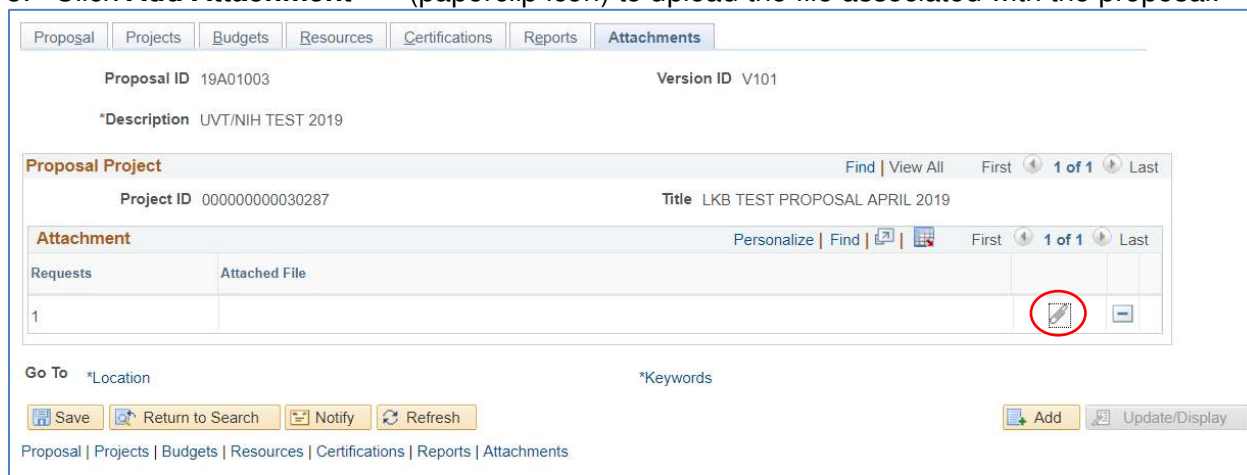 Click Add Attachment (paperclip icon) to upload the file associated with the proposal.
Proposal Projects Budgets Resources Certifications Reports Attachments
Proposal ID 19A01003 Version ID V101
*Description UVT/NIH TEST 2019
Proposal Project Find | View All First 1 of 1 Last
Project ID 000000000030287 Title LKB TEST PROPOSAL APRIL 2019
Attachment Personalize | Find | | First 1 of 1 Last
Requests Attached File
1
Go To *Location *Keywords
Save Return to Search Notify Refresh Add Update/Display
Proposal | Projects | Budgets | Resources | Certifications | Reports | Attachments